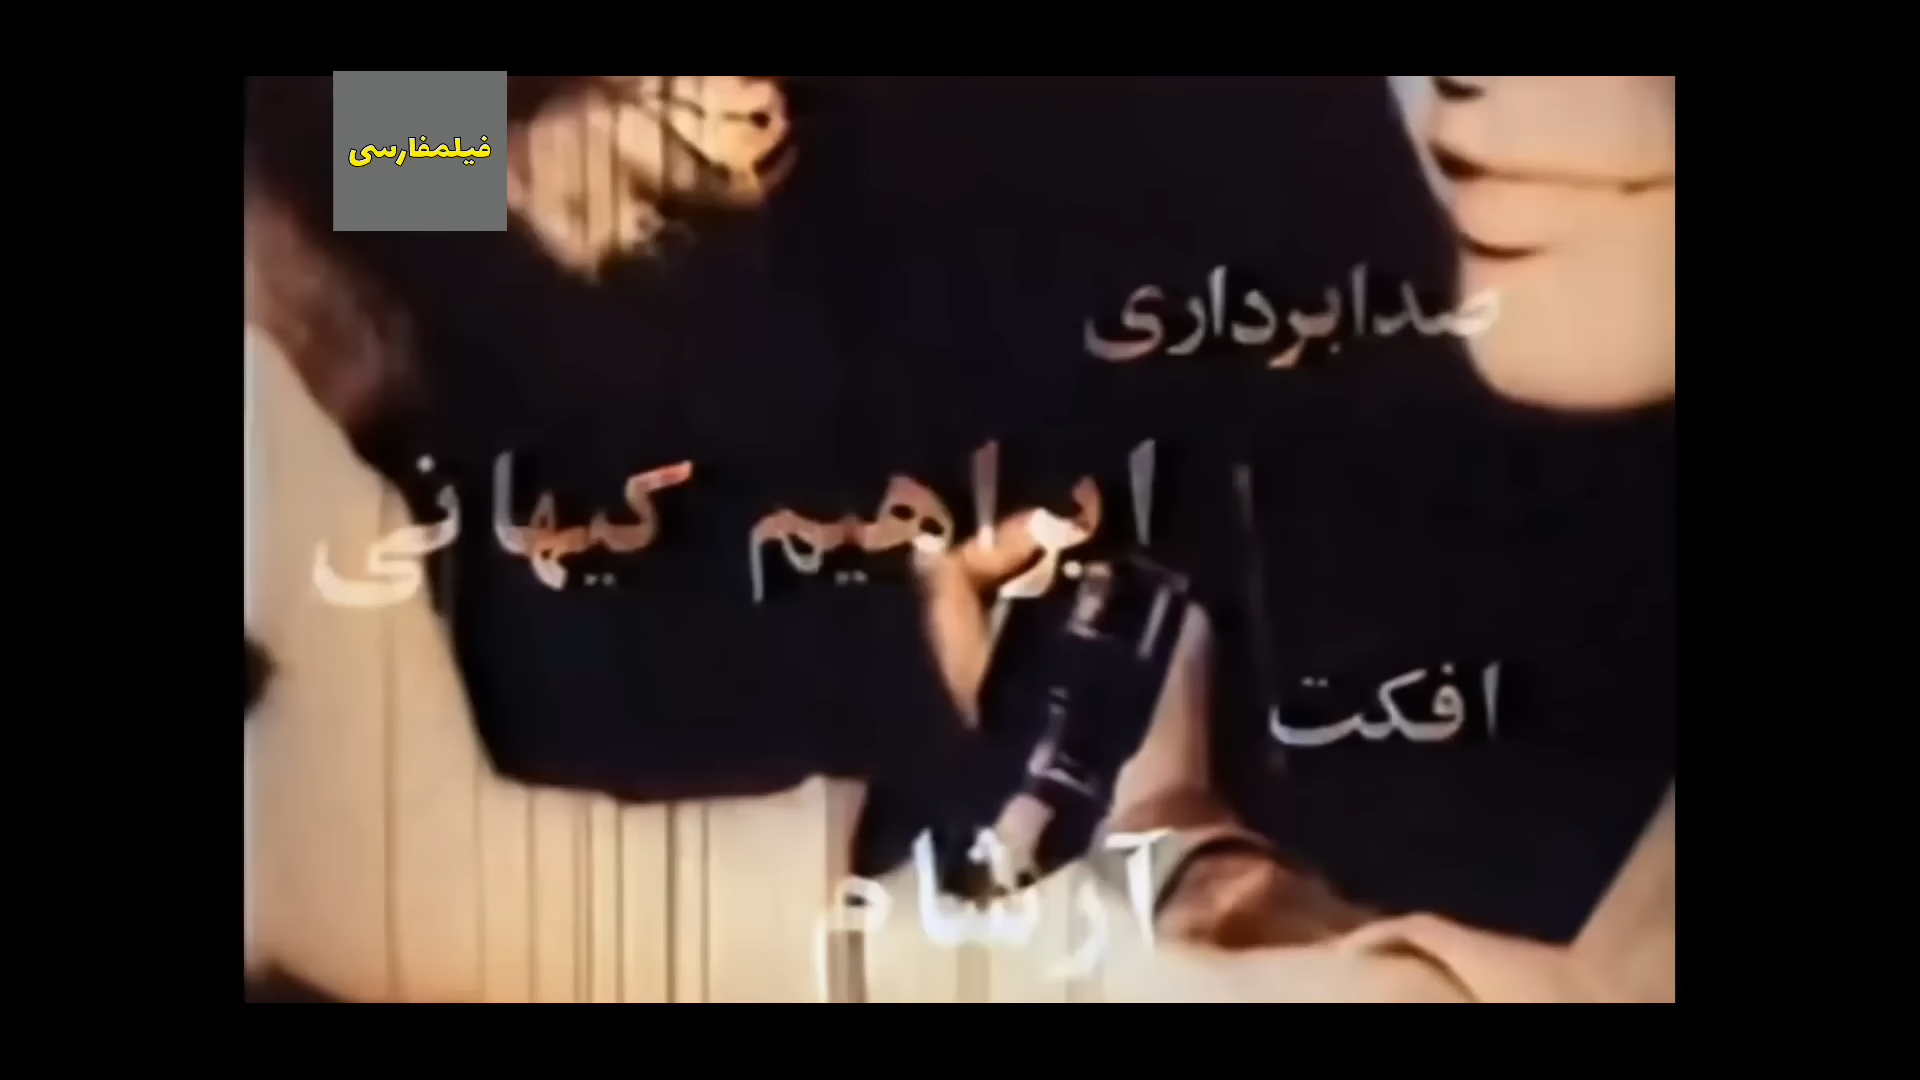 فیلمفارسی
صدابرداری
ابراهیم کیهانی
افکت
آرشام